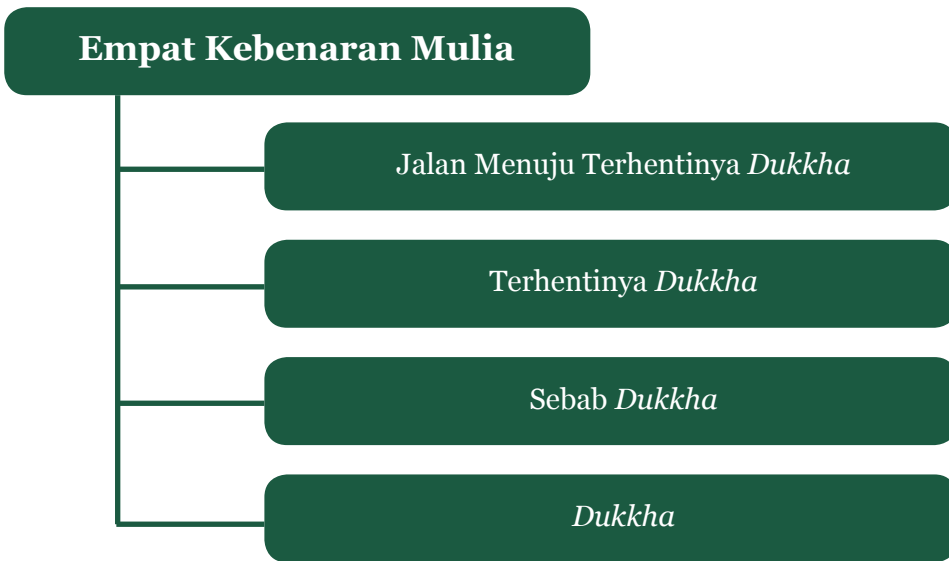 Empat Kebenaran Mulia
Jalan Menuju Terhentinya Dukkha
Terhentinya Dukkha
Sebab Dukkha
Dukkha